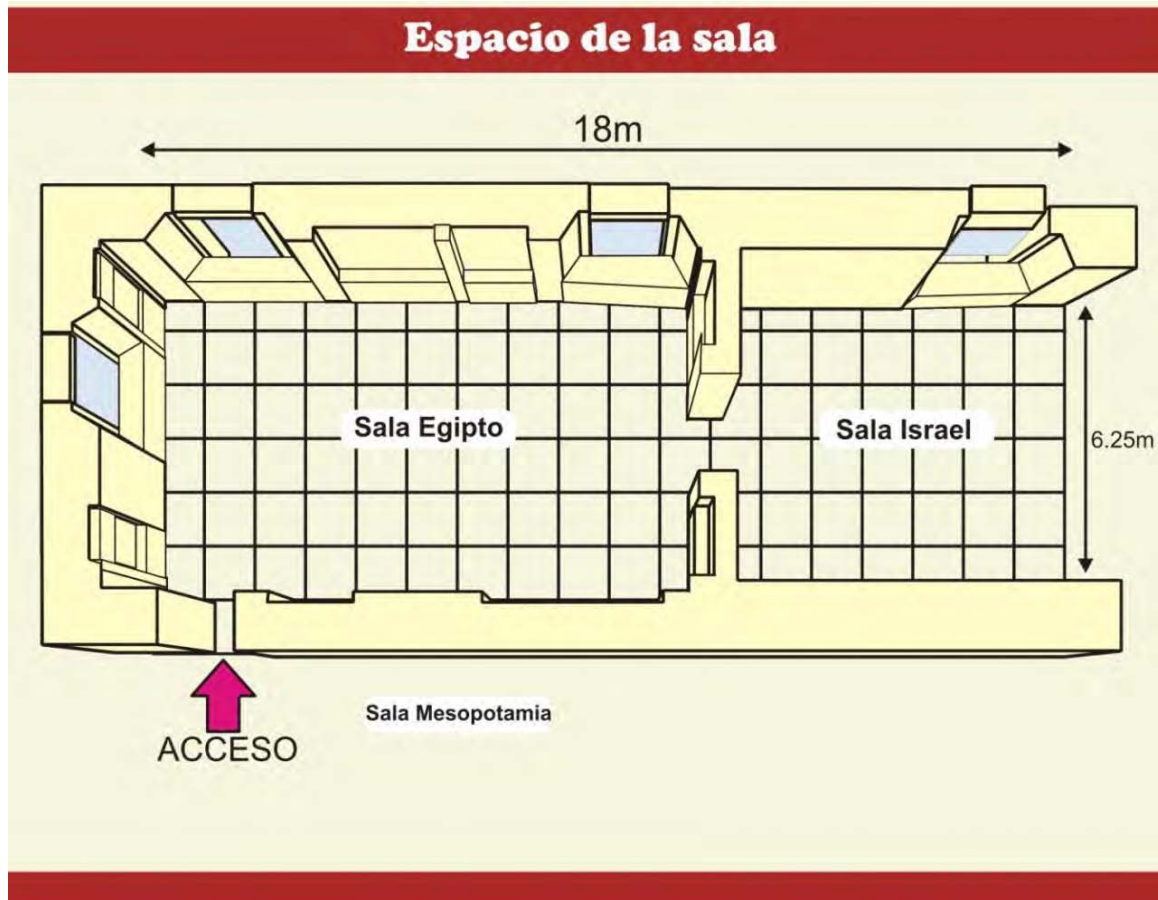 Espacio de la sala
18m
Sala Egipto
Sala Israel
6.25m
Sala Mesopotamia
ACCESO